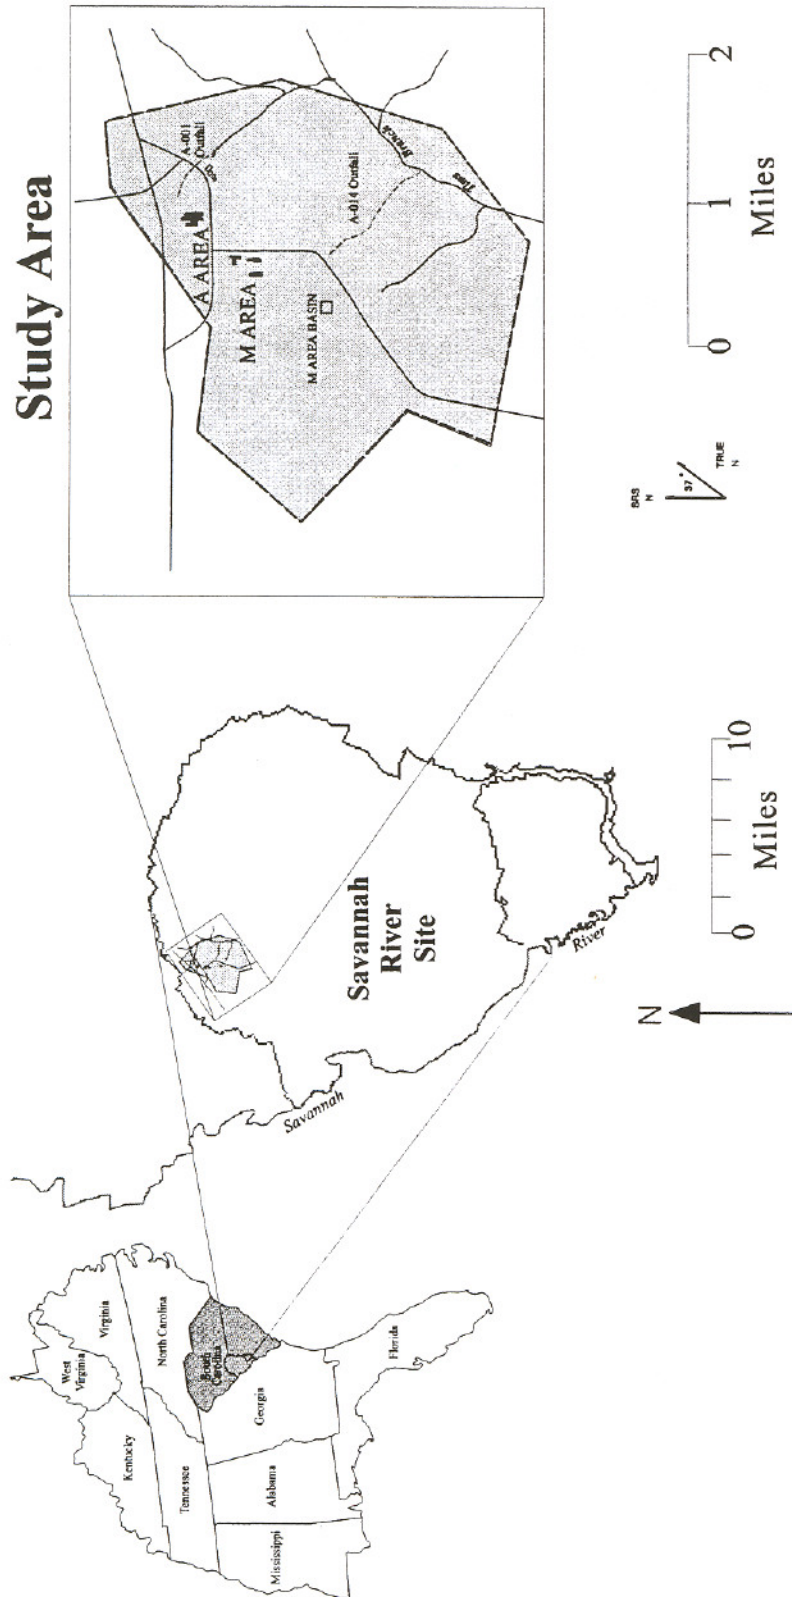 Study Area
West
Virginia
Virginia
Kentucky
North Carolina
Tennessee
South
Carolina
Georgia
Alabama
Mississippi
Florida
Savannah
Savannah
River
Site
River
N
0
10
Miles
A-001
Outfall
A AREA
M AREA
M AREA BASIN
A-014 Outfall
Tims
Branch
SRS
N
37°
TRUE
N
0
1
2
Miles